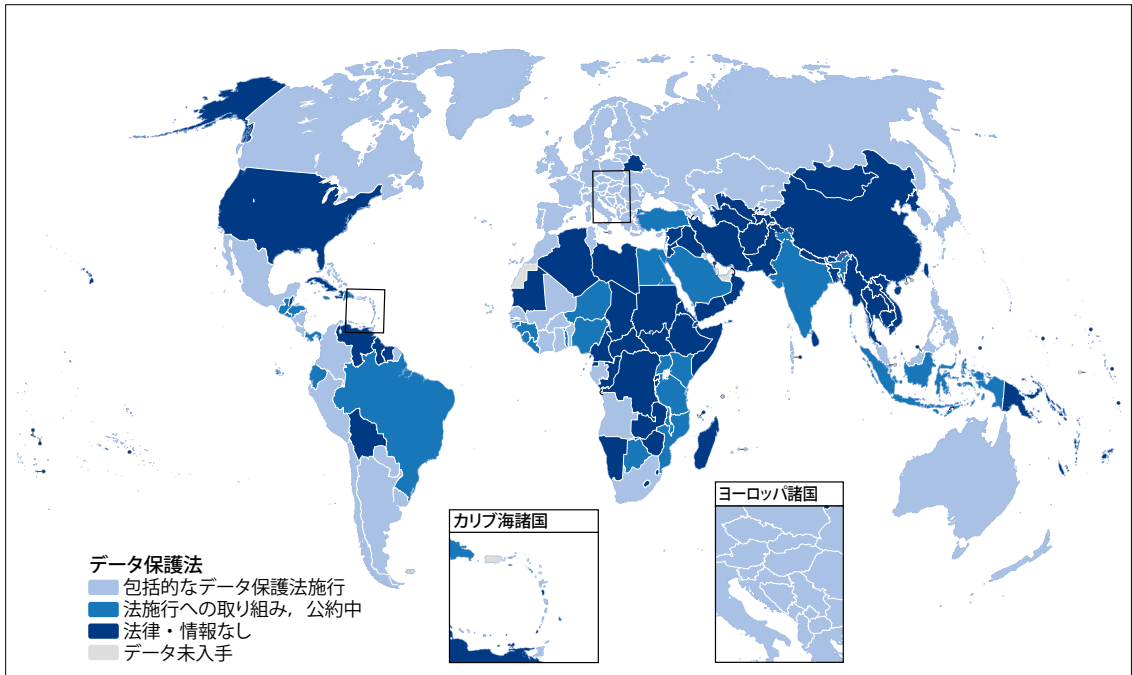 ヨーロッパ諸国
カリブ海諸国
データ保護法
包括的なデータ保護法施行
法施行への取り組み，公約中
法律・情報なし
データ未入手